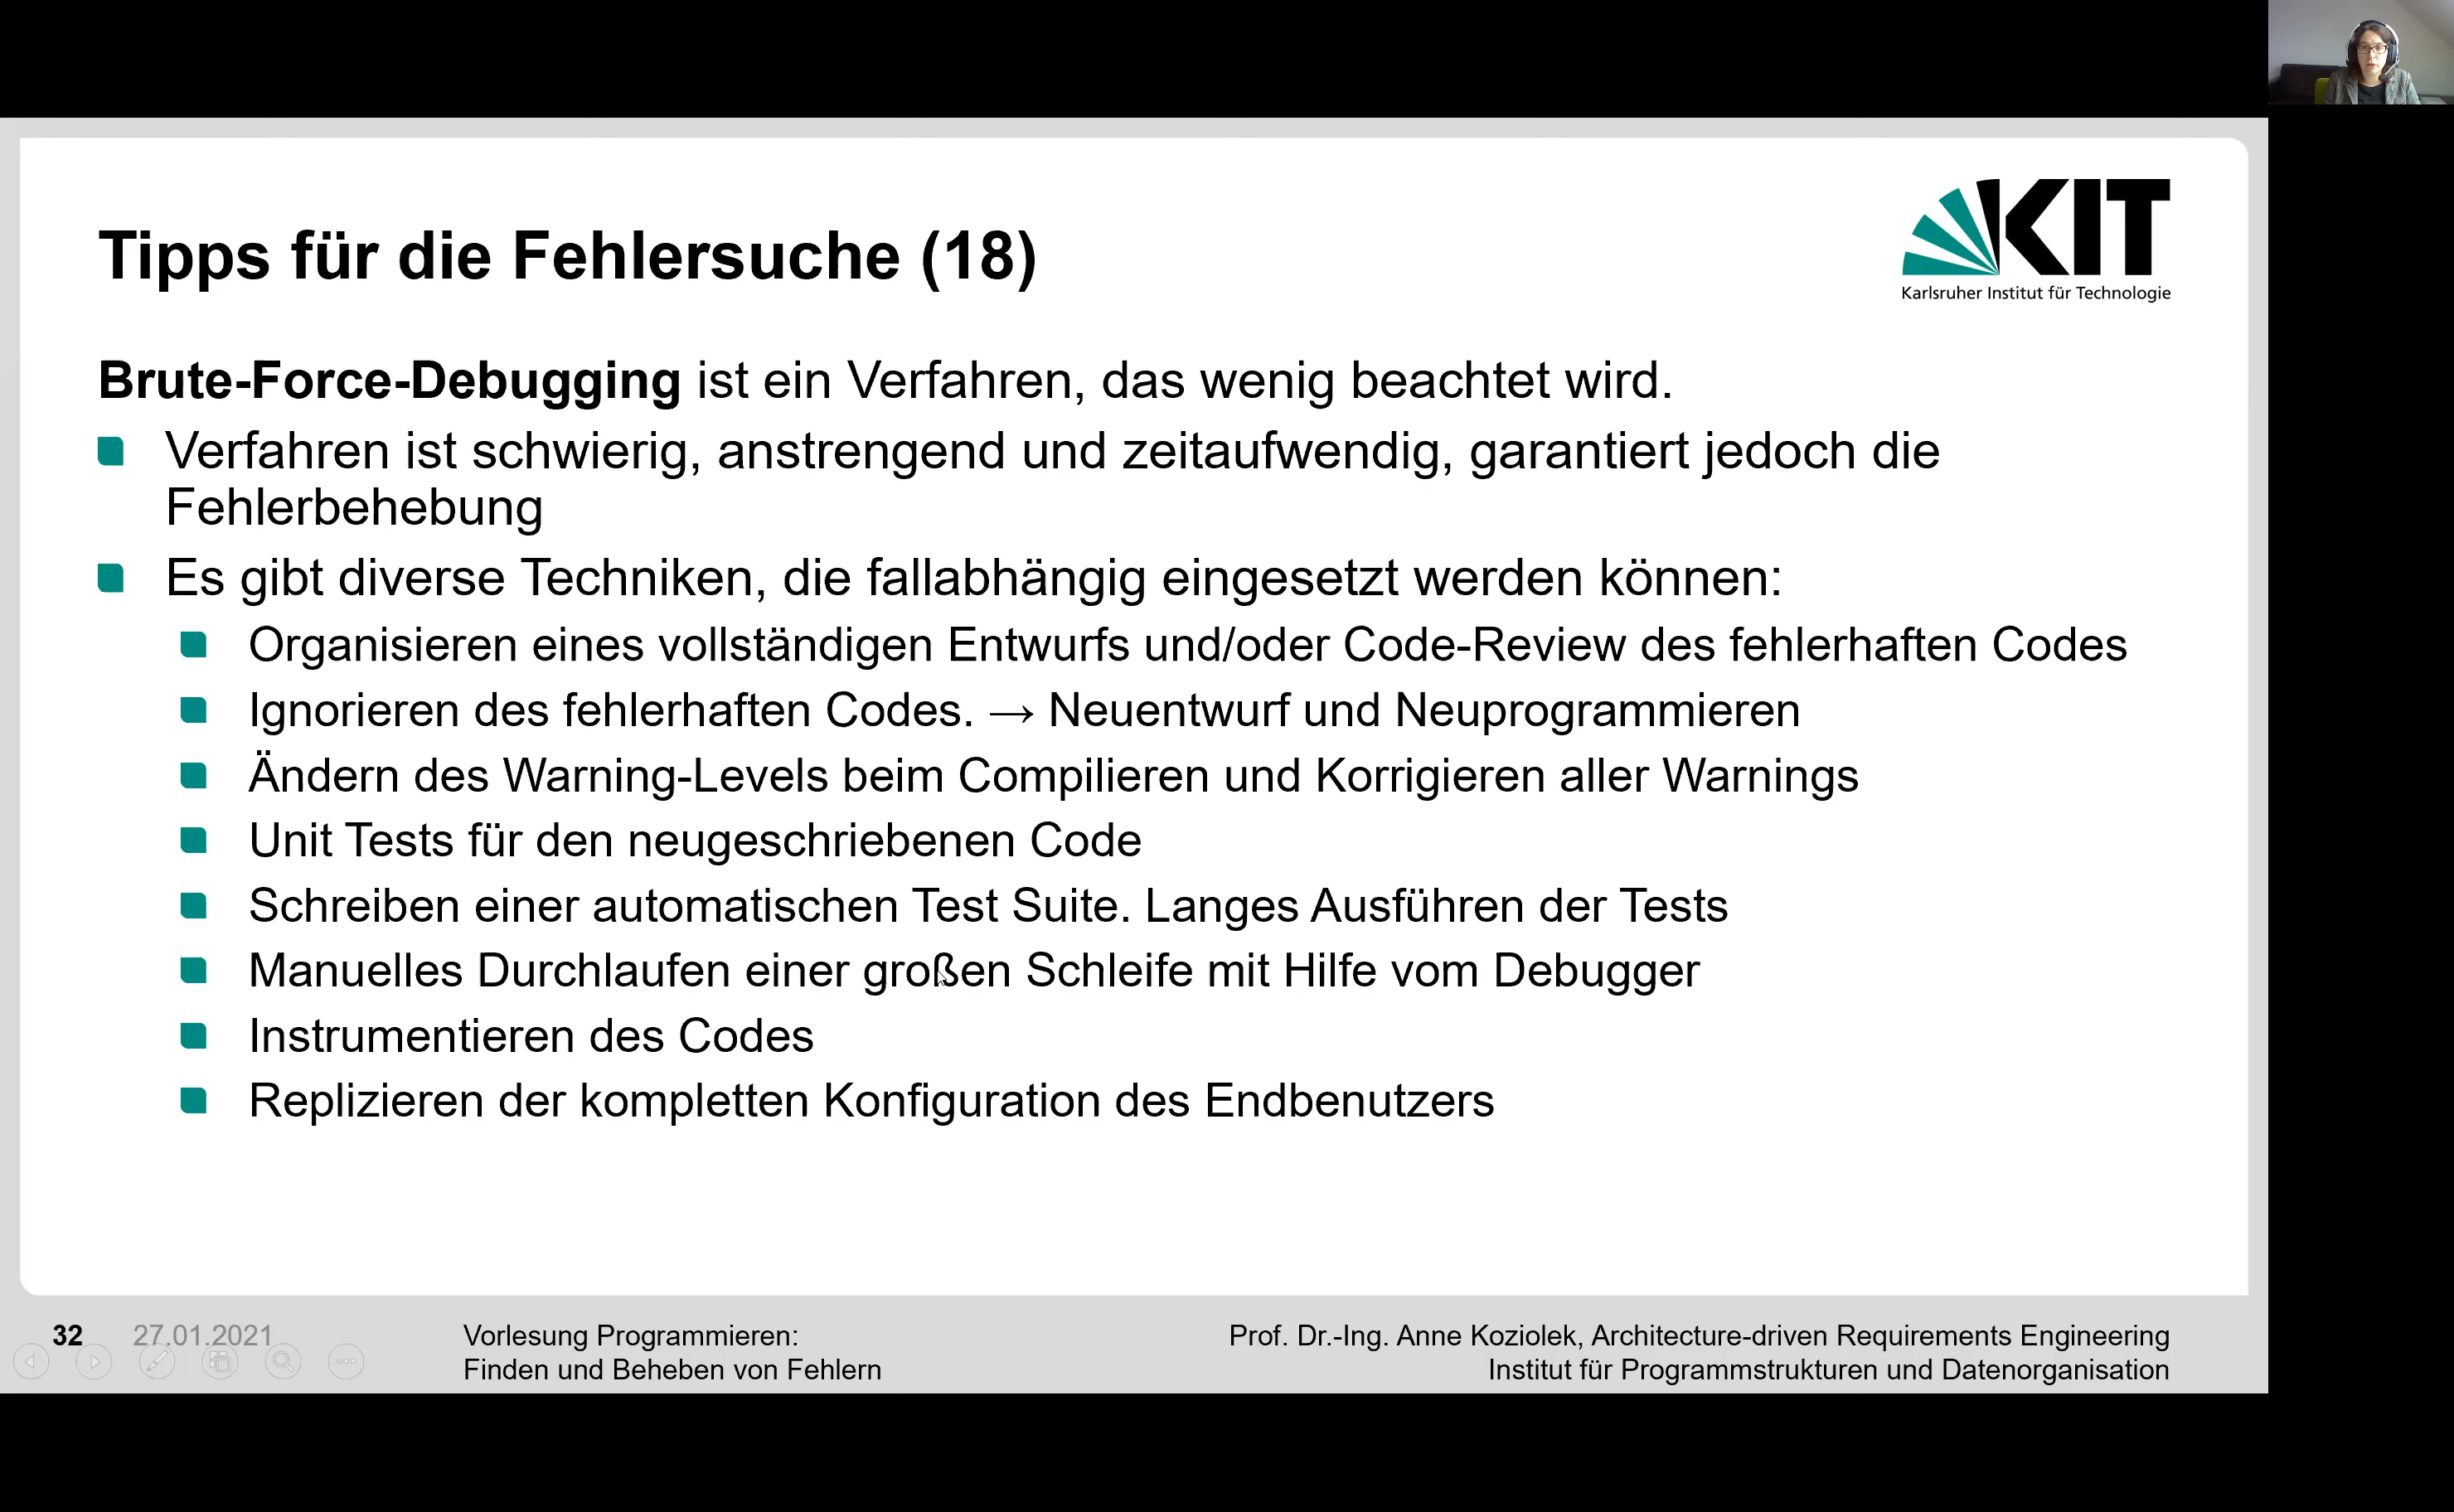 KIT
Karlsruher Institut für Technologie
Tipps für die Fehlersuche (18)
Brute-Force-Debugging ist ein Verfahren, das wenig beachtet wird.
Verfahren ist schwierig, anstrengend und zeitaufwendig, garantiert jedoch die
Fehlerbehebung
Es gibt diverse Techniken, die fallabhängig eingesetzt werden können:
Organisieren eines vollständigen Entwurfs und/oder Code-Review des fehlerhaften Codes
Ignorieren des fehlerhaften Codes. → Neuentwurf und Neuprogrammieren
Ändern des Warning-Levels beim Compilieren und Korrigieren aller Warnings
Unit Tests für den neugeschriebenen Code
Schreiben einer automatischen Test Suite. Langes Ausführen der Tests
Manuelles Durchlaufen einer großen Schleife mit Hilfe vom Debugger
Instrumentieren des Codes
Replizieren der kompletten Konfiguration des Endbenutzers
32 27.01.2021
Vorlesung Programmieren:
Finden und Beheben von Fehlern
Prof. Dr.-Ing. Anne Koziolek, Architecture-driven Requirements Engineering
Institut für Programmstrukturen und Datenorganisation